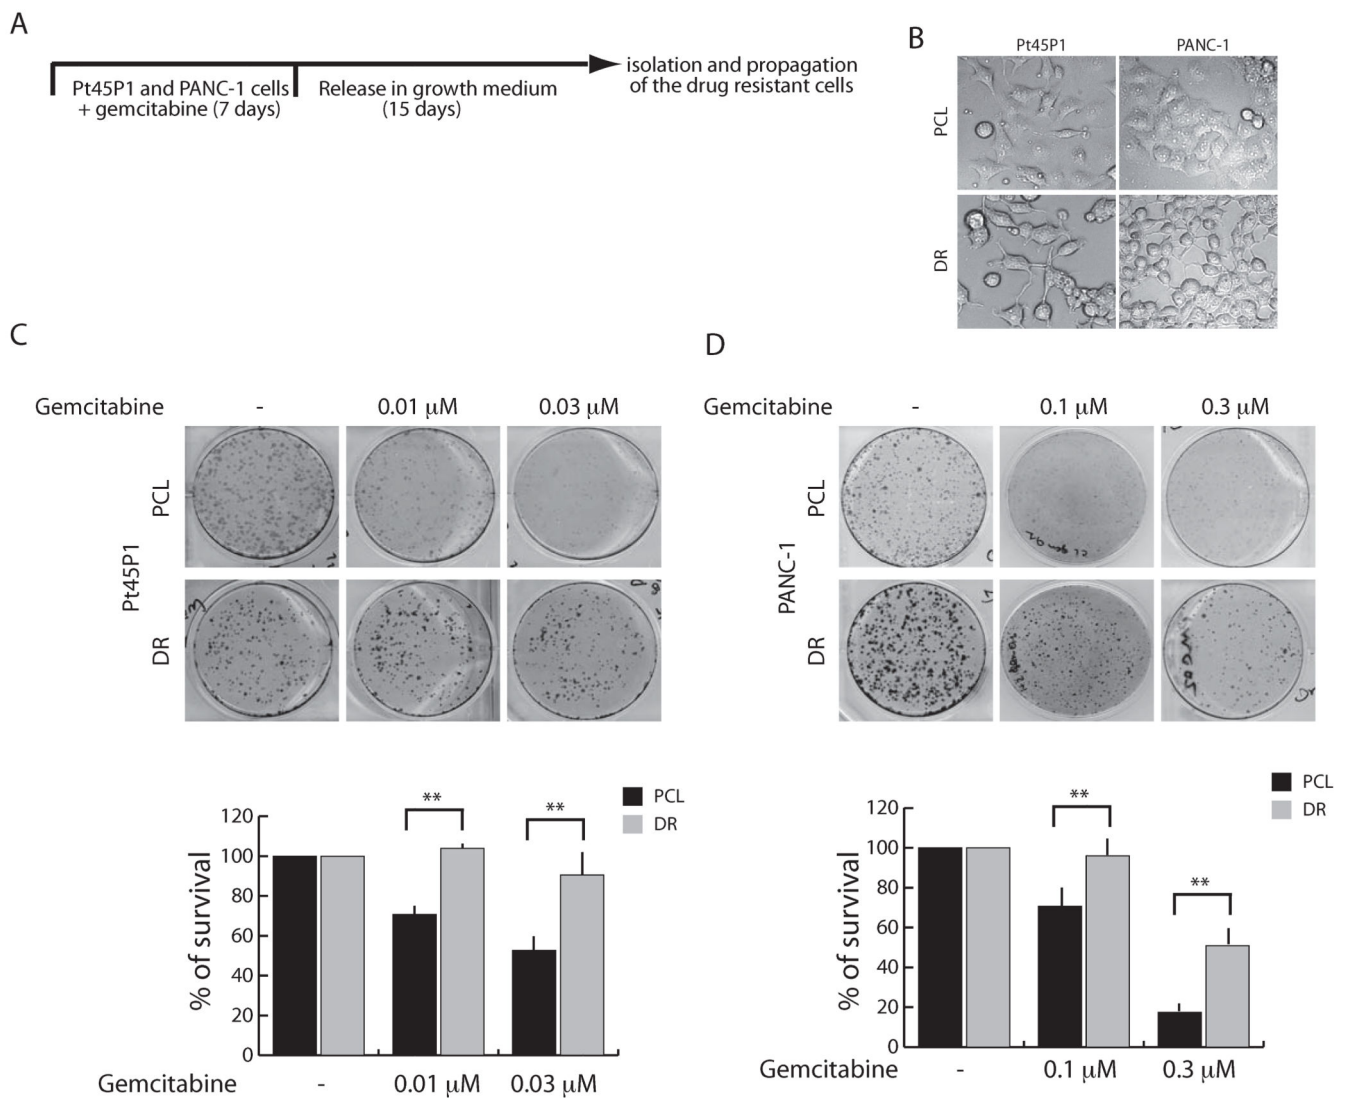 A
Pt45P1 and PANC-1 cells
+ gemcitabine (7 days)
Release in growth medium
(15 days)
isolation and propagation
of the drug resistant cells
B
Pt45P1 PANC-1
PCL
DR
C
Gemcitabine - 0.01 µM 0.03 µM
Pt45P1
PCL
DR
120
100
80
60
40
20
0
% of survival
**
**
PCL
DR
Gemcitabine - 0.01 µM 0.03 µM
D
Gemcitabine - 0.1 µM 0.3 µM
PANC-1
PCL
DR
120
100
80
60
40
20
0
% of survival
**
**
PCL
DR
Gemcitabine - 0.1 µM 0.3 µM